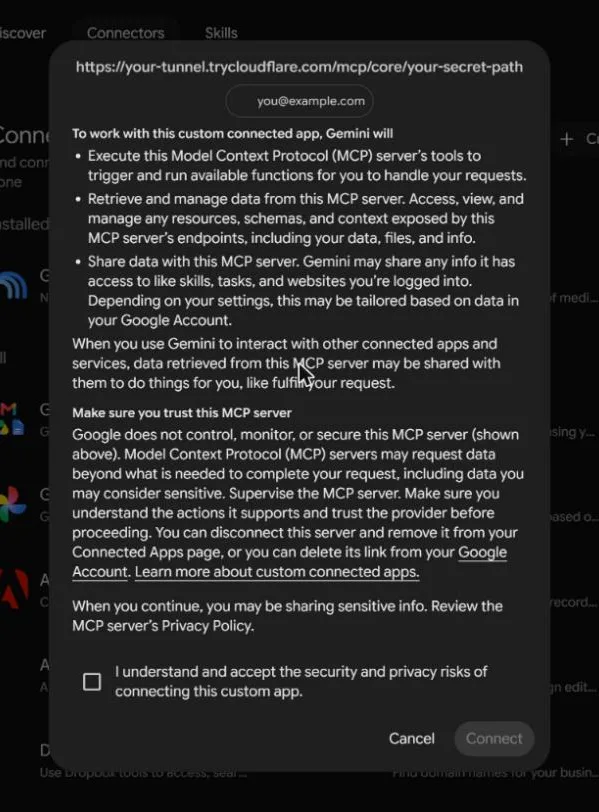 iscover Connectors Skills
https://your-tunnel.trycloudflare.com/mcp/core/your-secret-path
you@example.com
To work with this custom connected app, Gemini will
• Execute this Model Context Protocol (MCP) server's tools to
trigger and run available functions for you to handle your requests.
• Retrieve and manage data from this MCP server. Access, view, and
manage any resources, schemas, and context exposed by this
MCP server's endpoints, including your data, files, and info.
• Share data with this MCP server. Gemini may share any info it has
access to like skills, tasks, and websites you're logged into.
Depending on your settings, this may be tailored based on data in
your Google Account.
When you use Gemini to interact with other connected apps and
services, data retrieved from this MCP server may be shared with
them to do things for you, like fulfill your request.
Make sure you trust this MCP server
Google does not control, monitor, or secure this MCP server (shown
above). Model Context Protocol (MCP) servers may request data
beyond what is needed to complete your request, including data you
may consider sensitive. Supervise the MCP server. Make sure you
understand the actions it supports and trust the provider before
proceeding. You can disconnect this server and remove it from your
Connected Apps page, or you can delete its link from your Google
Account. Learn more about custom connected apps.
When you continue, you may be sharing sensitive info. Review the
MCP server's Privacy Policy.
I understand and accept the security and privacy risks of
connecting this custom app.
Cancel Connect
Conne
nd conn
one
nstalled
+ Cu
of medi...
ing y...
ased o...
record...
gn edit...
Use Dropbox tools to access, sear...
Find domain names for your busin...